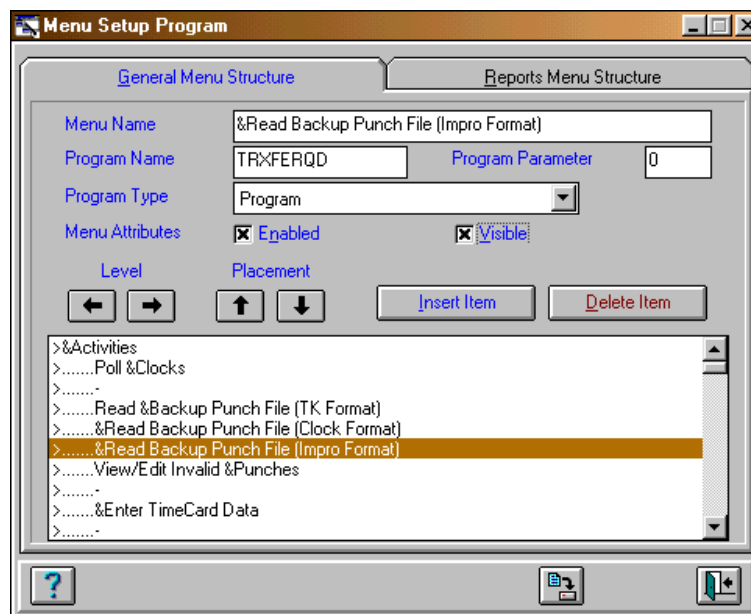 Menu Setup Program
General Menu Structure
Reports Menu Structure
Menu Name
&Read Backup Punch File (Impro Format)
Program Name
TRXFERQD
Program Parameter
0
Program Type
Program
Menu Attributes
Enabled
Visible
Level
Placement
Insert Item
Delete Item
>&Activities
>.......Poll &Clocks
>.......-
>.......Read &Backup Punch File (TK Format)
>.......&Read Backup Punch File (Clock Format)
>.......&Read Backup Punch File (Impro Format)
>.......View/Edit Invalid &Punches
>.......-
>.......&Enter TimeCard Data
>.......-
?